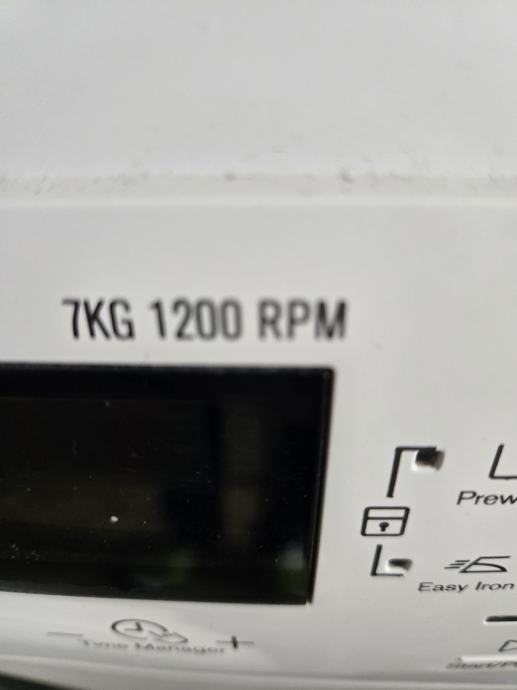 7KG 1200 RPM
Prew
Easy Iron
- Time Manager +